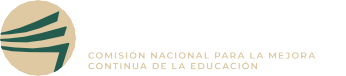 COMISIÓN NACIONAL PARA LA MEJORA
CONTINUA DE LA EDUCACIÓN